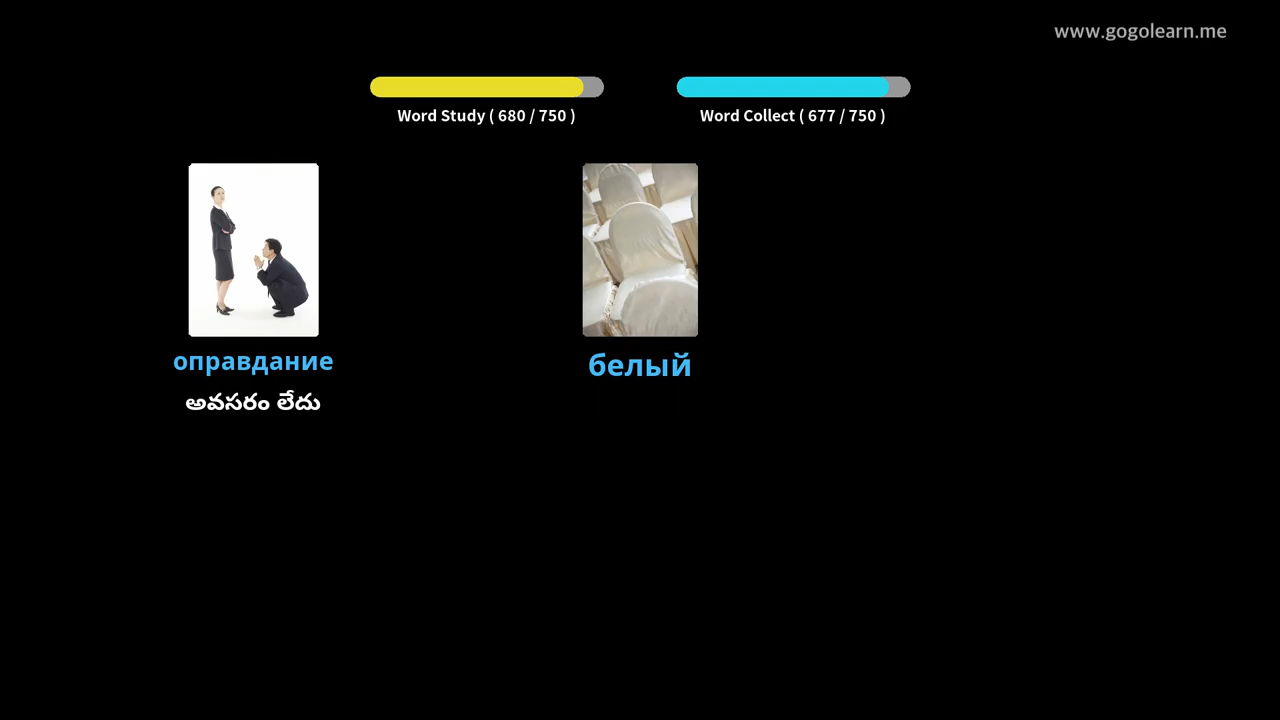 www.gogolearn.me
Word Study ( 680 / 750 )
Word Collect ( 677 / 750 )
оправдание
అవసరం లేదు
белый